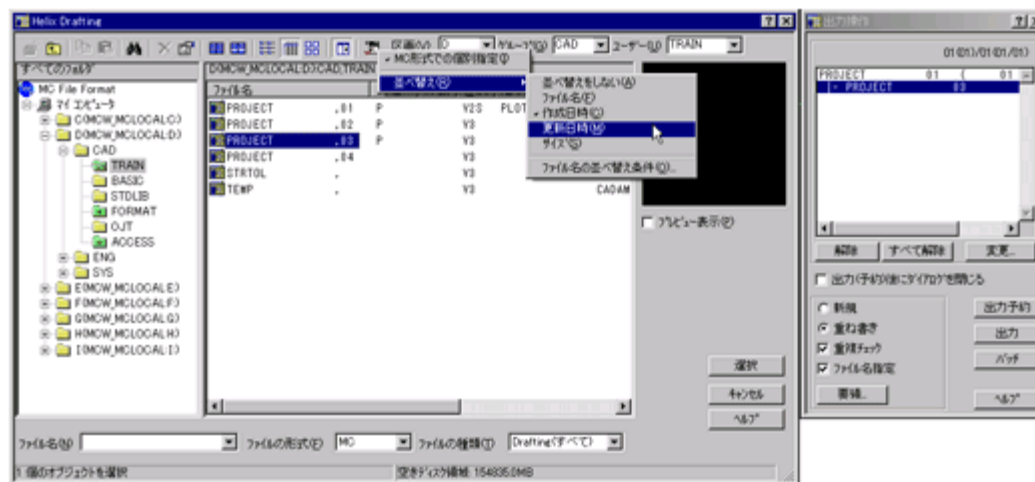 Helix Drafting
区画(V) D グループ(G) CAD ユーザー(U) TRAIN
すべてのフォルダ
D(MCW_MCLOCAL:D):CAD,TRAIN
MC形式での個別指定(I)
並べ替え(R)
並べ替えをしない(A)
ファイル名(F)
作成日時(C)
更新日時(M)
サイズ(S)
ファイル名の並べ替え条件(O)...
MC File Format
マイ コンピュータ
C(MCW_MCLOCAL:C)
D(MCW_MCLOCAL:D)
CAD
TRAIN
BASIC
STDLIB
FORMAT
OJT
ACCESS
ENG
SYS
E(MCW_MCLOCAL:E)
F(MCW_MCLOCAL:F)
G(MCW_MCLOCAL:G)
H(MCW_MCLOCAL:H)
I(MCW_MCLOCAL:I)
ファイル名
PROJECT .01 P V2S PLOT
PROJECT .02 P V3
PROJECT .03 P V3
PROJECT .04 V3
STRTOL . V3
TEMP . V3 CADAM
プレビュー表示(P)
選択
キャンセル
ヘルプ
ファイル名(N) ファイルの形式(E) MC ファイルの種類(T) Drafting(すべて)
1 個のオブジェクトを選択 空きディスク領域: 154835.0MB
出力操作
01(01)/01(01/01)
PROJECT 01 ( 01
|- PROJECT 03
解除 すべて解除 変更...
出力(予約)後にダイアログを閉じる
新規
重ね書き
重複チェック
ファイル名指定
要領...
出力予約
出力
バッチ
ヘルプ